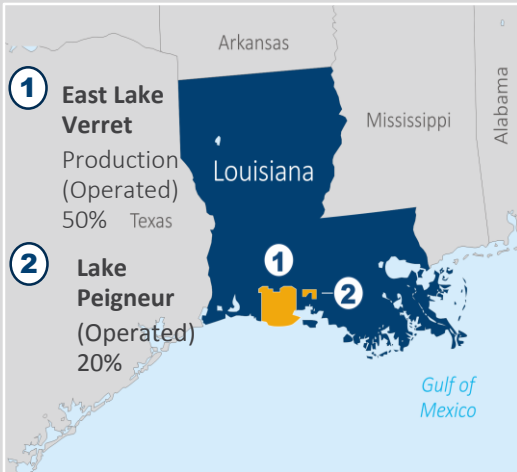 Arkansas
1
East Lake
Verret
Production
(Operated)
50%
Texas
2
Lake
Peigneur
(Operated)
20%
Louisiana
Mississippi
Alabama
1
2
Gulf of
Mexico